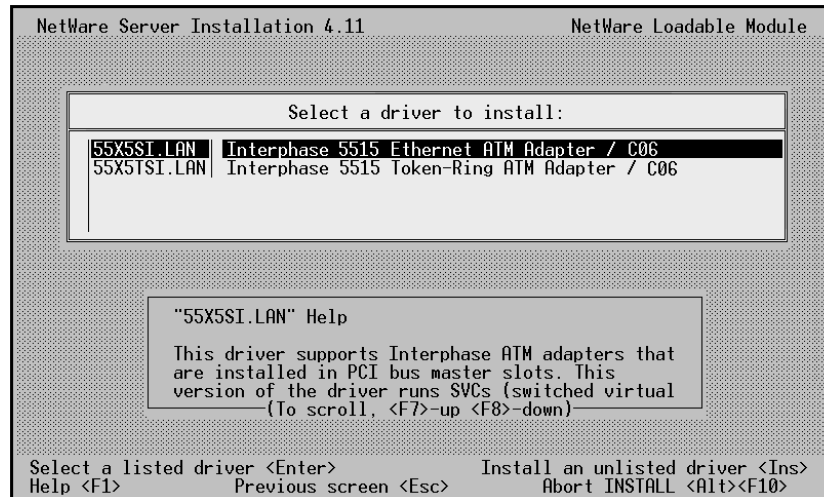 NetWare Server Installation 4.11 NetWare Loadable Module
Select a driver to install:
55X5SI.LAN Interphase 5515 Ethernet ATM Adapter / C06
55X5TSI.LAN Interphase 5515 Token-Ring ATM Adapter / C06
"55X5SI.LAN" Help
This driver supports Interphase ATM adapters that
are installed in PCI bus master slots. This
version of the driver runs SVCs (switched virtual
(To scroll, <F7>-up <F8>-down)
Select a listed driver <Enter> Install an unlisted driver <Ins>
Help <F1> Previous screen <Esc> Abort INSTALL <Alt><F10>